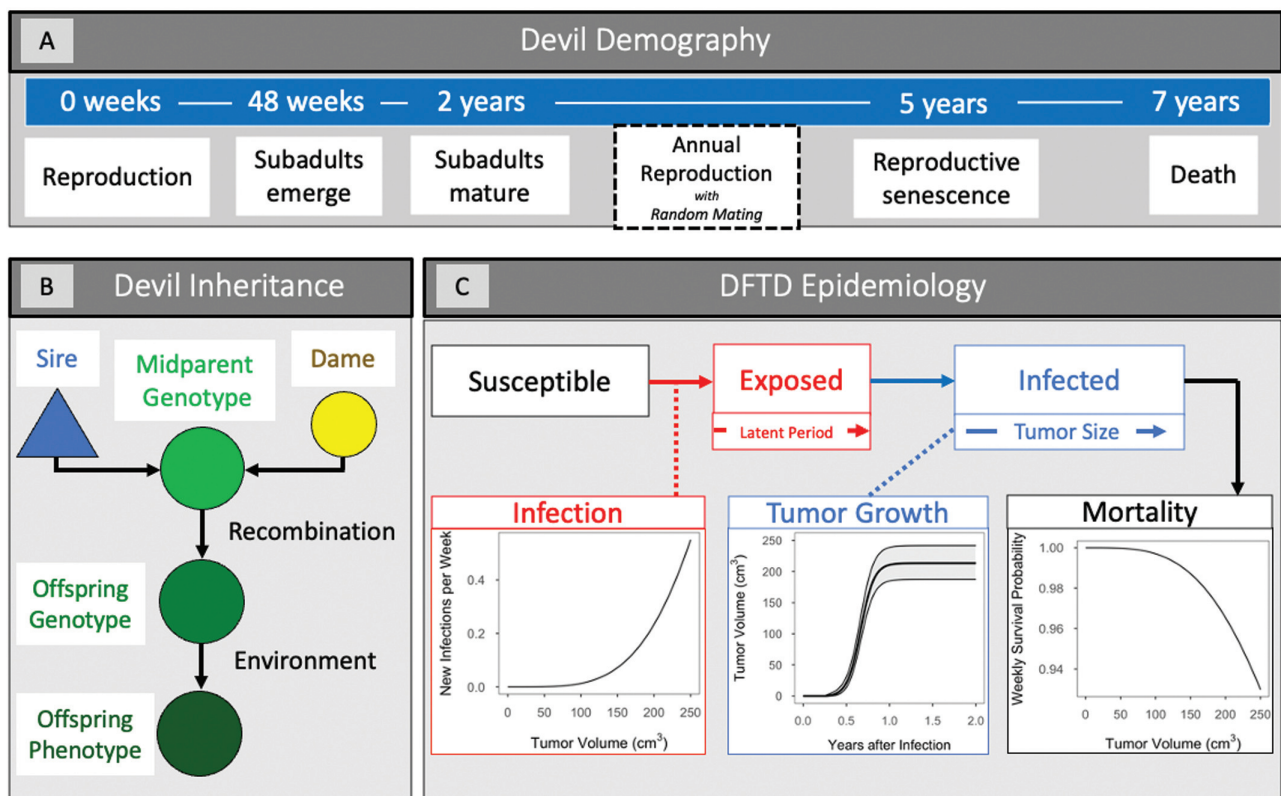 A
Devil Demography
0 weeks
48 weeks
2 years
5 years
7 years
Reproduction
Subadults
emerge
Subadults
mature
Annual
Reproduction
with
Random Mating
Reproductive
senescence
Death
B
Devil Inheritance
Sire
Midparent
Genotype
Dame
Recombination
Offspring
Genotype
Environment
Offspring
Phenotype
C
DFTD Epidemiology
Susceptible
Exposed
Latent Period
Infected
Tumor Size
Infection
New Infections per Week
0.4
0.2
0.0
0 50 100 150 200 250
Tumor Volume (cm³)
Tumor Growth
Tumor Volume (cm³)
250
200
150
100
50
0
0.0 0.5 1.0 1.5 2.0
Years after Infection
Mortality
Weekly Survival Probability
1.00
0.98
0.96
0.94
0 50 100 150 200 250
Tumor Volume (cm³)